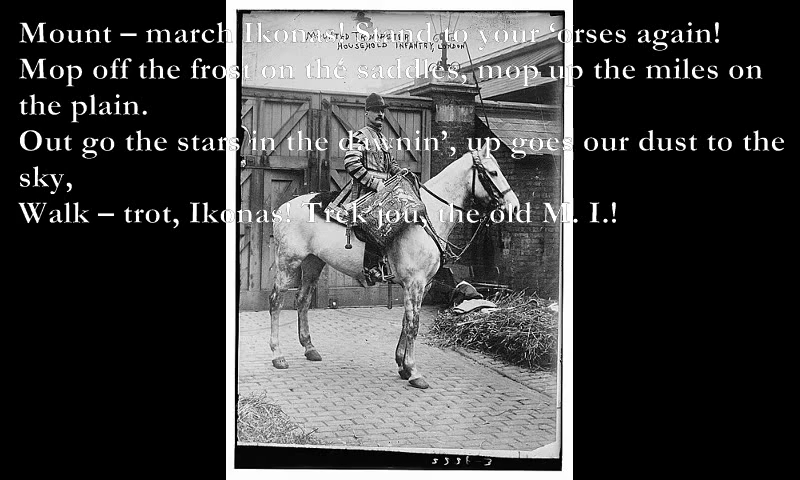 Mount – march Ikonas! Stand to your ‘orses again!
Mop off the frost on the saddles, mop up the miles on
the plain.
Out go the stars in the dawnin’, up goes our dust to the
sky,
Walk – trot, Ikonas! Trek jou, the old M. I.!
MOUNTED
HOUSEHOLD INFANTRY, LONDON